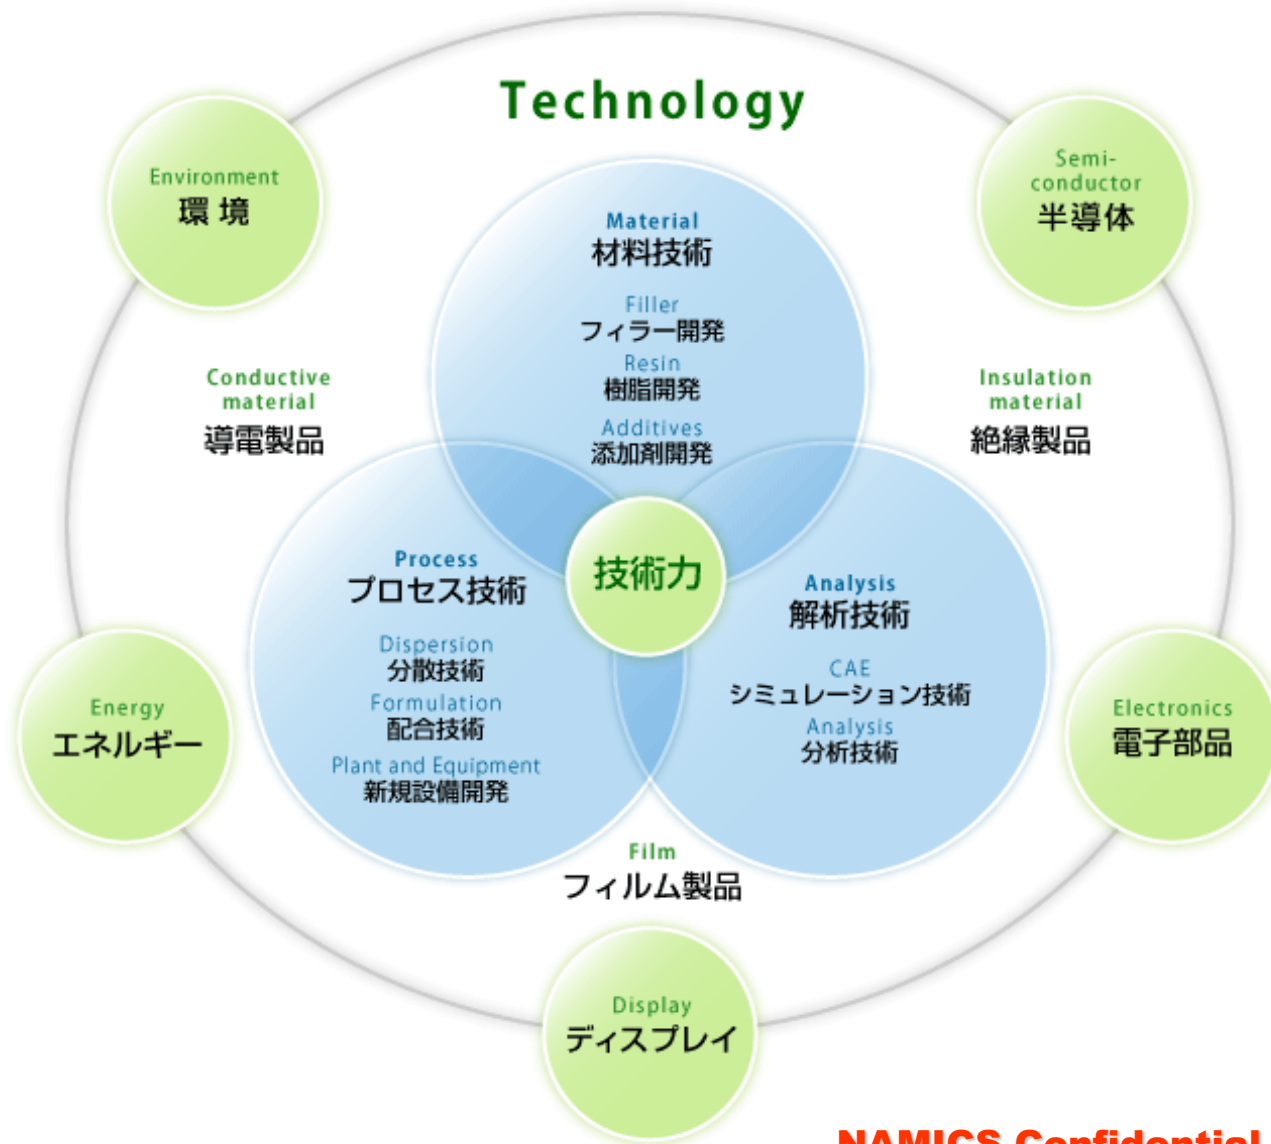 Technology
Environment
環 境
Semi-
conductor
半導体
Material
材料技術
Filler
フィラー開発
Resin
樹脂開発
Additives
添加剤開発
Conductive
material
導電製品
Insulation
material
絶縁製品
技術力
Process
プロセス技術
Dispersion
分散技術
Formulation
配合技術
Plant and Equipment
新規設備開発
Analysis
解析技術
CAE
シミュレーション技術
Analysis
分析技術
Energy
エネルギー
Electronics
電子部品
Film
フィルム製品
Display
ディスプレイ
NAMICS Confidential